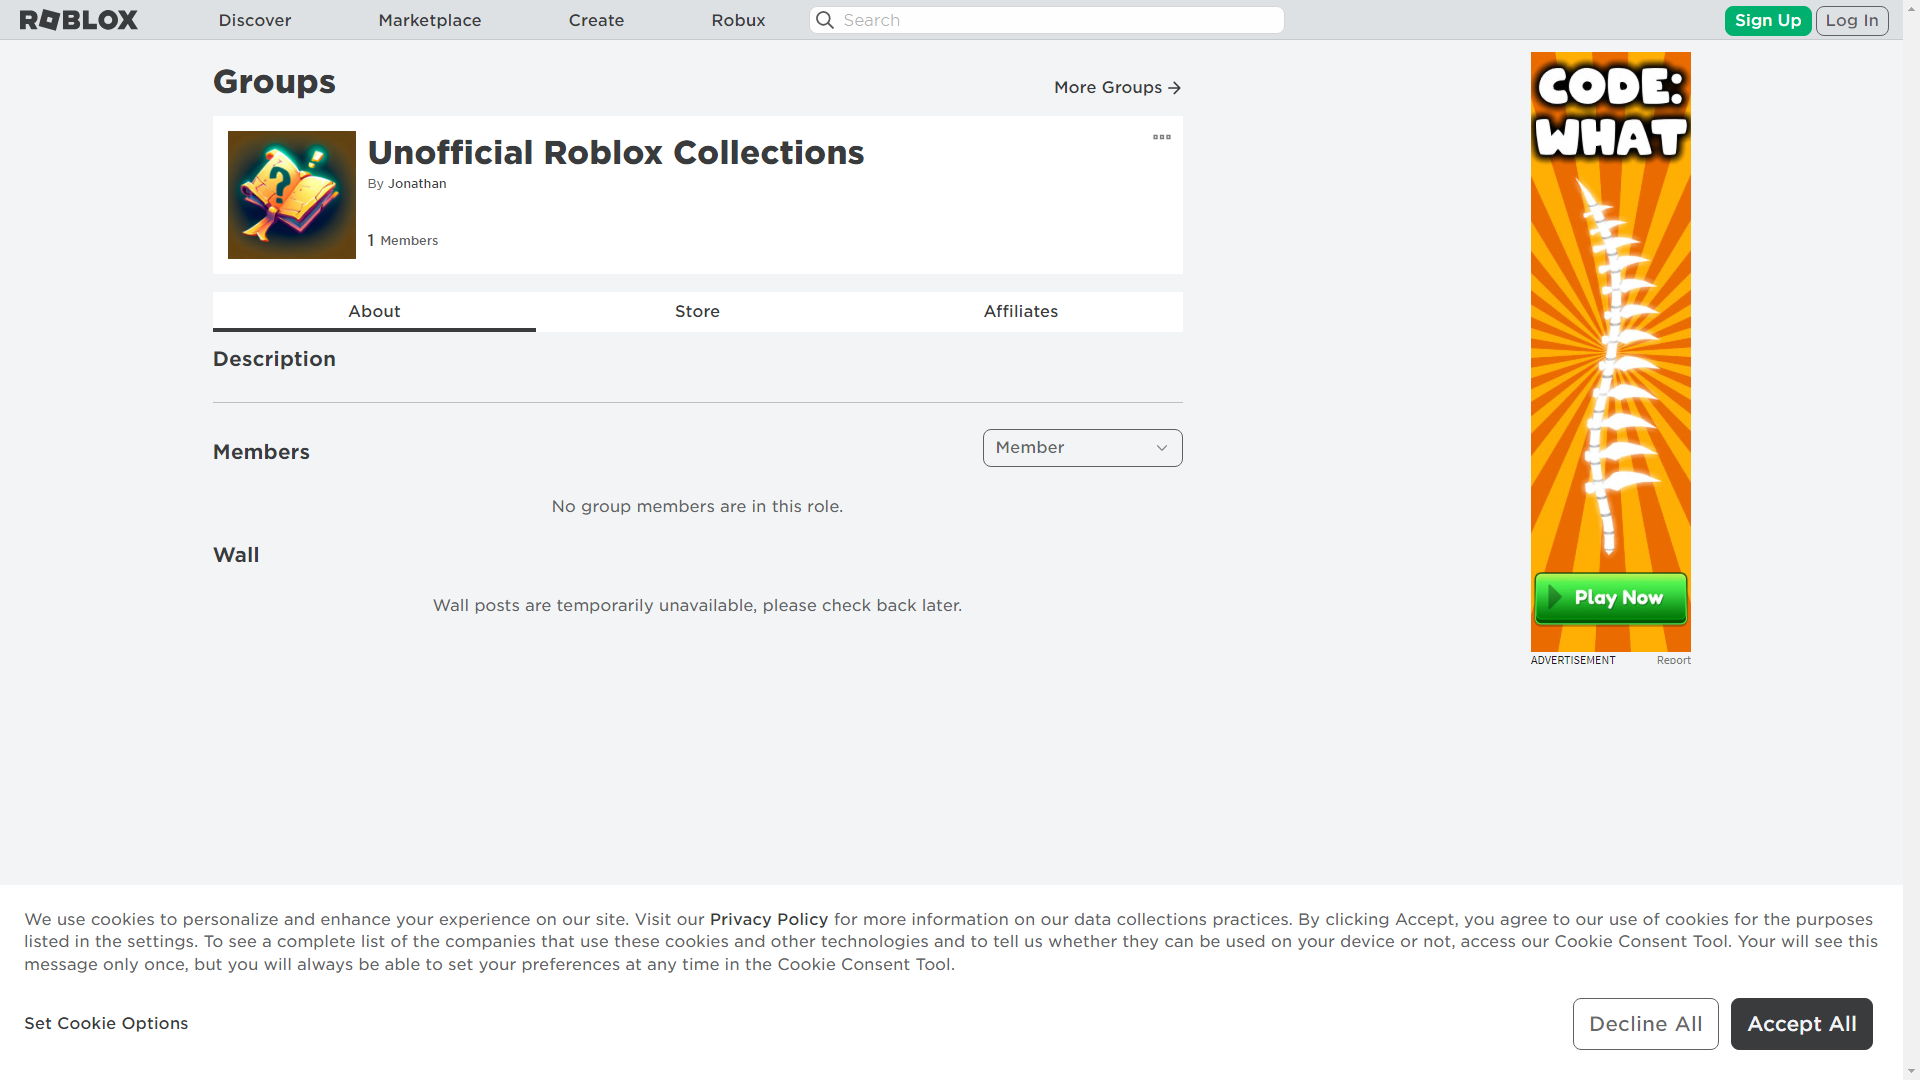 ROBLOX
Discover
Marketplace
Create
Robux
Search
Sign Up
Log In
Groups
More Groups
Unofficial Roblox Collections
By Jonathan
1 Members
About
Store
Affiliates
Description
Members
Member
No group members are in this role.
Wall
Wall posts are temporarily unavailable, please check back later.
CODE:
WHAT
Play Now
ADVERTISEMENT
Report
We use cookies to personalize and enhance your experience on our site. Visit our Privacy Policy for more information on our data collections practices. By clicking Accept, you agree to our use of cookies for the purposes
listed in the settings. To see a complete list of the companies that use these cookies and other technologies and to tell us whether they can be used on your device or not, access our Cookie Consent Tool. Your will see this
message only once, but you will always be able to set your preferences at any time in the Cookie Consent Tool.
Set Cookie Options
Decline All
Accept All